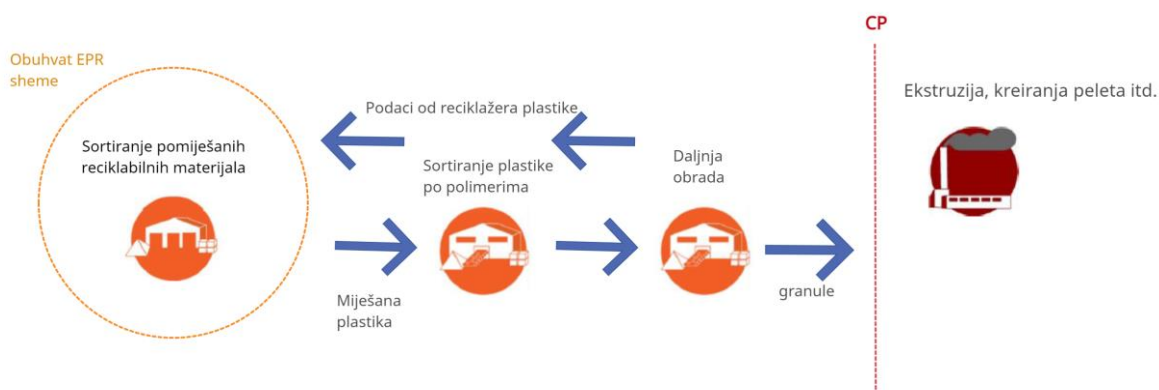 CP
Obuhvat EPR
sheme
Ekstruzija, kreiranja peleta itd.
Podaci od reciklažera plastike
Sortiranje pomiješanih
reciklabilnih materijala
Sortiranje plastike
po polimerima
Daljnja
obrada
Miješana
plastika
granule